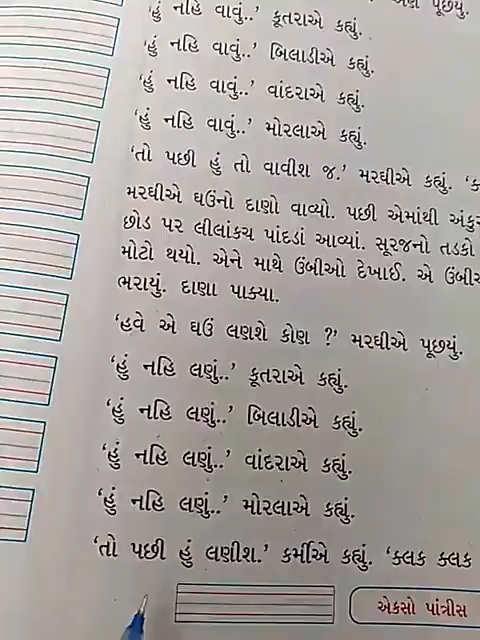 પૂછ્યું.
‘હું નહિ વાવું..’ કૂતરાએ કહ્યું.
‘હું નહિ વાવું..’ બિલાડીએ કહ્યું.
‘હું નહિ વાવું..’ વાંદરાએ કહ્યું.
‘હું નહિ વાવું..’ મોરલાએ કહ્યું.
‘તો પછી હું તો વાવીશ જ.’ મરઘીએ કહ્યું.
મરઘીએ ઘઉંનો દાણો વાવ્યો. પછી એમાંથી
છોડ પર લીલાંકચ પાંદડાં આવ્યાં. સૂરજનો તડકો
મોટો થયો. એને માથે ઉંબીઓ દેખાઈ. એ
ભરાયું. દાણા પાક્યા.
‘હવે એ ઘઉં લણશે કોણ ?’ મરઘીએ પૂછ્યું.
‘હું નહિ લણું..’ કૂતરાએ કહ્યું.
‘હું નહિ લણું..’ બિલાડીએ કહ્યું.
‘હું નહિ લણું..’ વાંદરાએ કહ્યું.
‘હું નહિ લણું..’ મોરલાએ કહ્યું.
‘તો પછી હું લણીશ.’ કર્મીએ કહ્યું. ‘ક્લક ક્લક
એકસો પાંત્રીસ